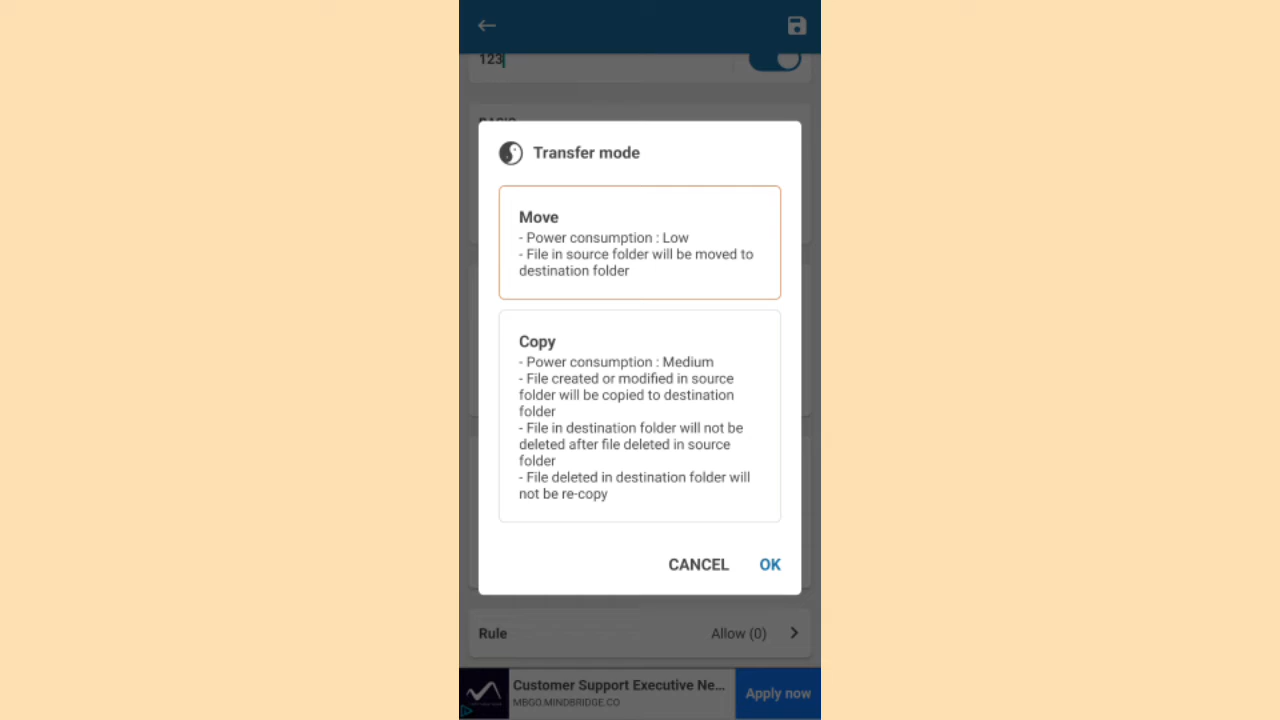 123
BASIC
Transfer mode
Move
- Power consumption : Low
- File in source folder will be moved to
destination folder
Copy
- Power consumption : Medium
- File created or modified in source
folder will be copied to destination
folder
- File in destination folder will not be
deleted after file deleted in source
folder
- File deleted in destination folder will
not be re-copy
CANCEL OK
Rule Allow (0)
Customer Support Executive Ne...
MBGO.MINDBRIDGE.CO
Apply now